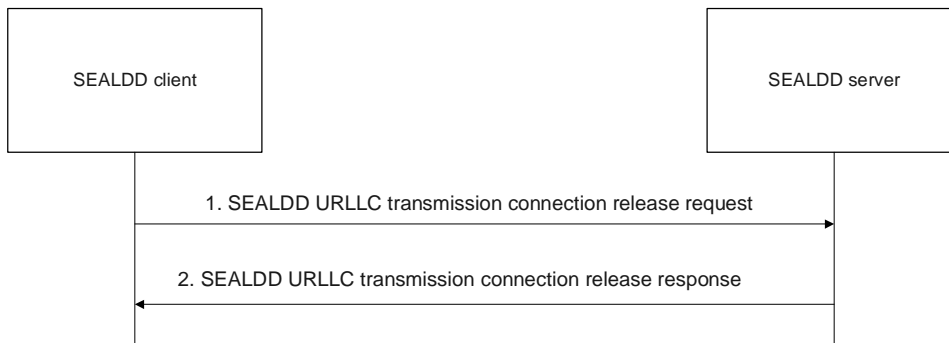 SEALDD client
SEALDD server
1. SEALDD URLLC transmission connection release request
2. SEALDD URLLC transmission connection release response